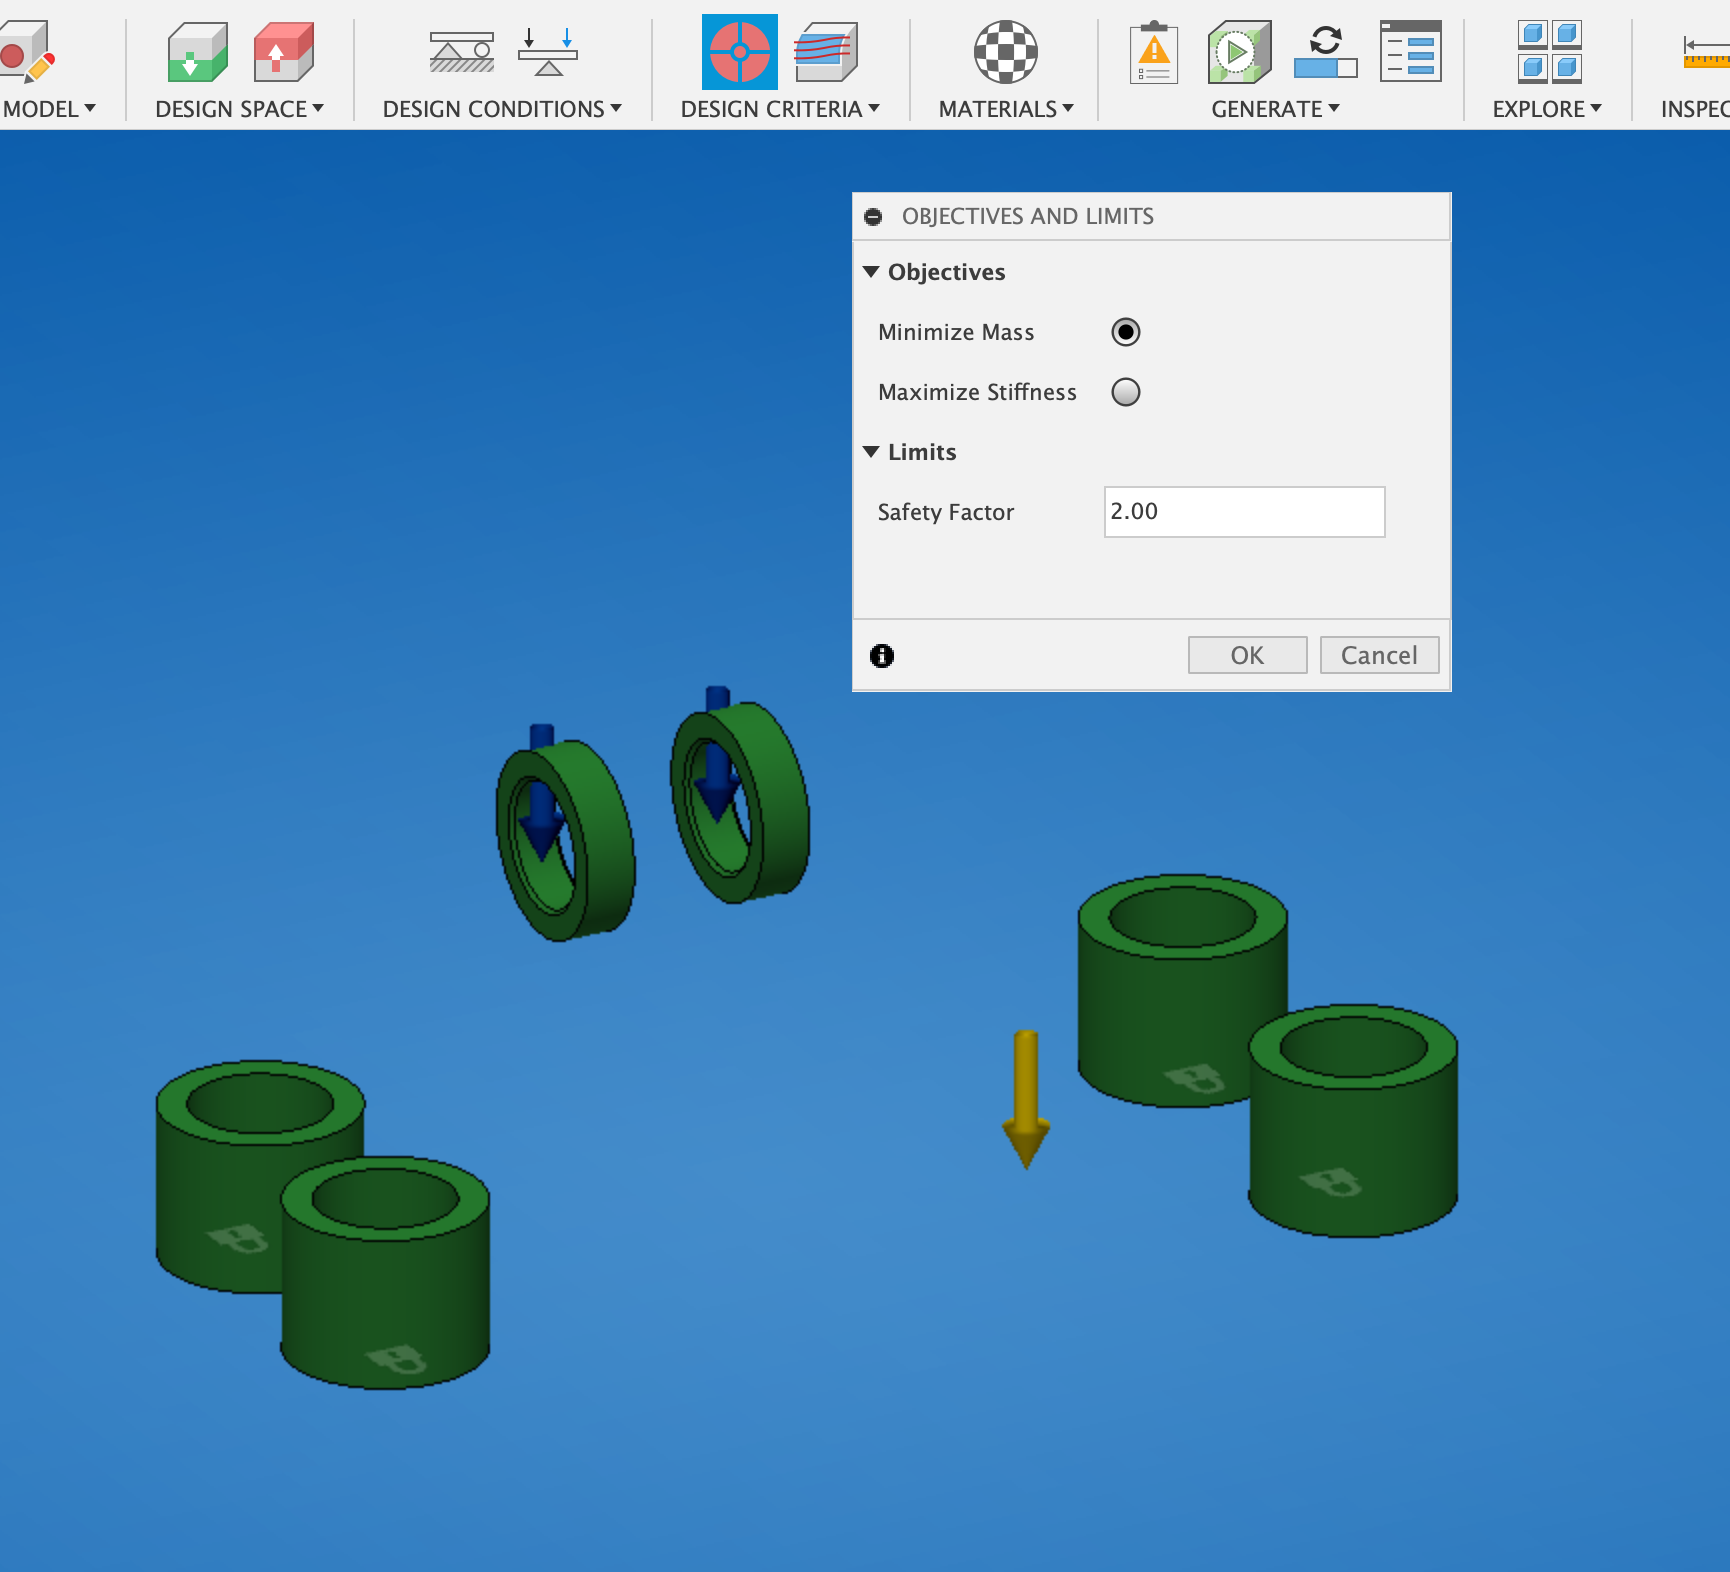 MODEL
DESIGN SPACE
DESIGN CONDITIONS
DESIGN CRITERIA
MATERIALS
GENERATE
EXPLORE
INSPEC
OBJECTIVES AND LIMITS
Objectives
Minimize Mass
Maximize Stiffness
Limits
Safety Factor
2.00
OK
Cancel